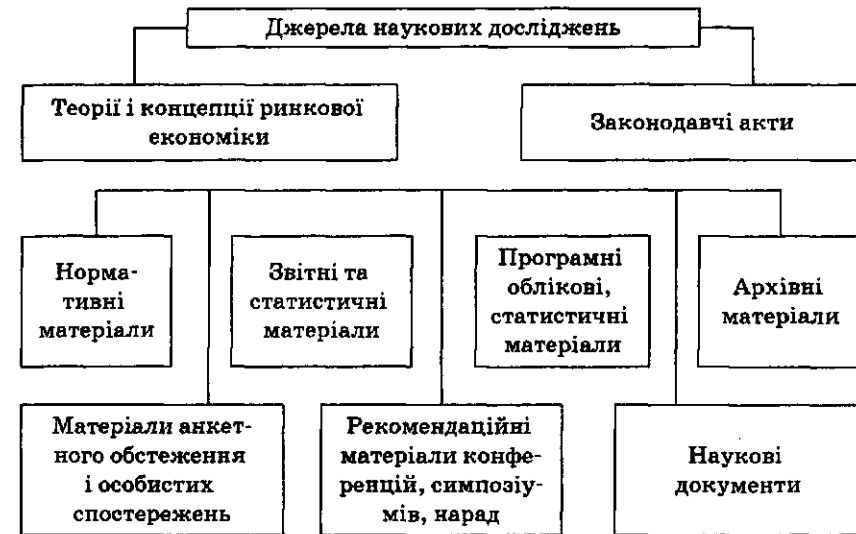 Джерела наукових досліджень
Теорії і концепції ринкової
економіки
Законодавчі акти
Норма-
тивні
матеріали
Звітні та
статистичні
матеріали
Програмні
облікові,
статистичні
матеріали
Архівні
матеріали
Матеріали анкет-
ного обстеження
і особистих
спостережень
Рекомендаційні
матеріали конфе-
ренцій, симпозіу-
мів, нарад
Наукові
документи